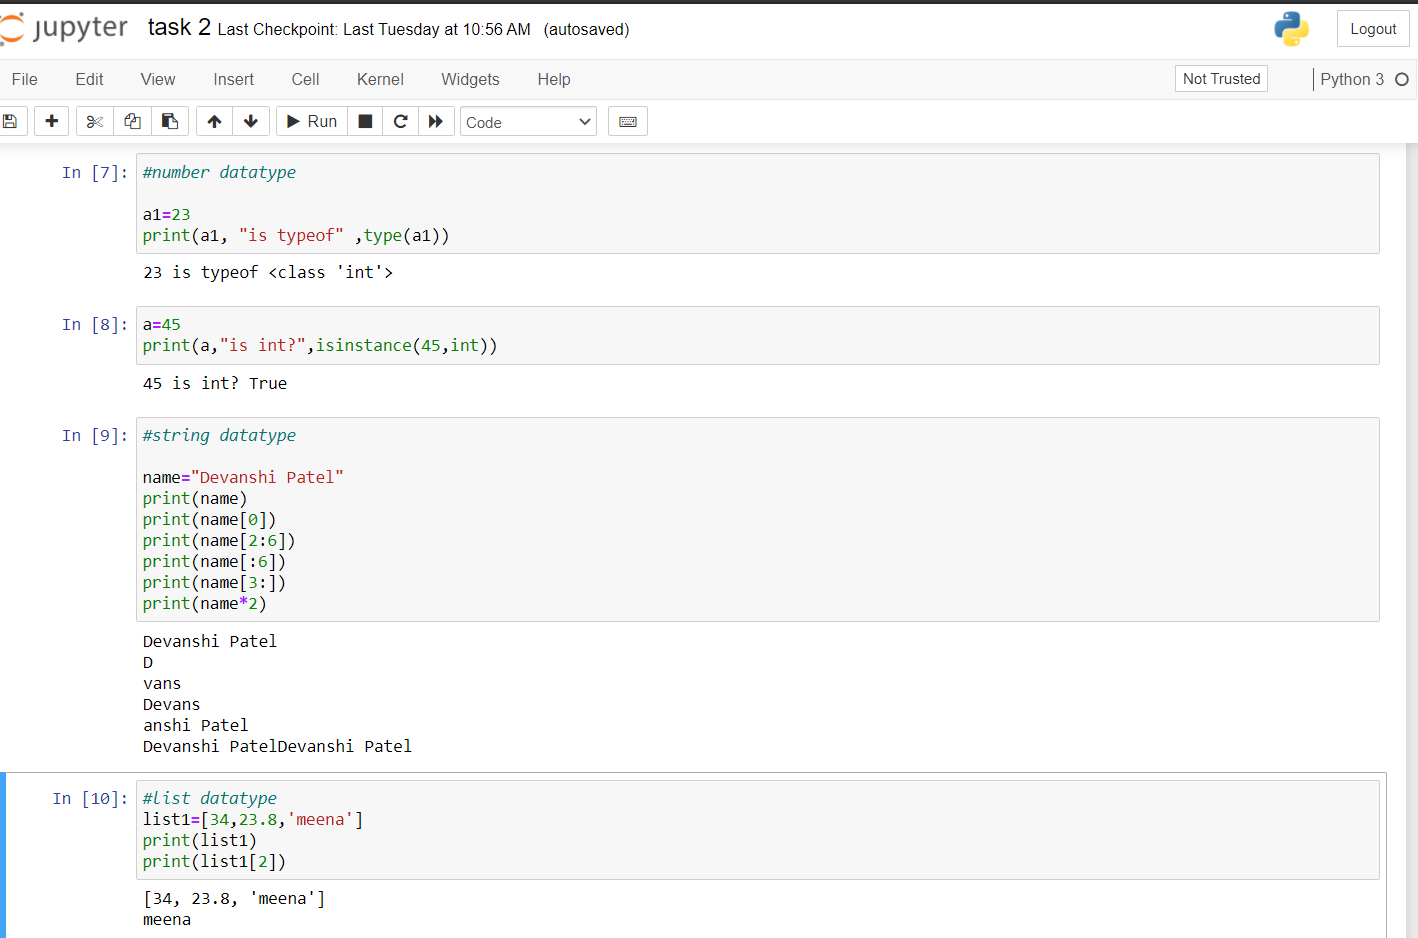 jupyter task 2 Last Checkpoint: Last Tuesday at 10:56 AM (autosaved) Logout
File Edit View Insert Cell Kernel Widgets Help Not Trusted Python 3
Run Code
In [7]: #number datatype
a1=23
print(a1, "is typeof" ,type(a1))
23 is typeof <class 'int'>
In [8]: a=45
print(a,"is int?",isinstance(45,int))
45 is int? True
In [9]: #string datatype
name="Devanshi Patel"
print(name)
print(name[0])
print(name[2:6])
print(name[:6])
print(name[3:])
print(name*2)
Devanshi Patel
D
vans
Devans
anshi Patel
Devanshi PatelDevanshi Patel
In [10]: #list datatype
list1=[34,23.8,'meena']
print(list1)
print(list1[2])
[34, 23.8, 'meena']
meena